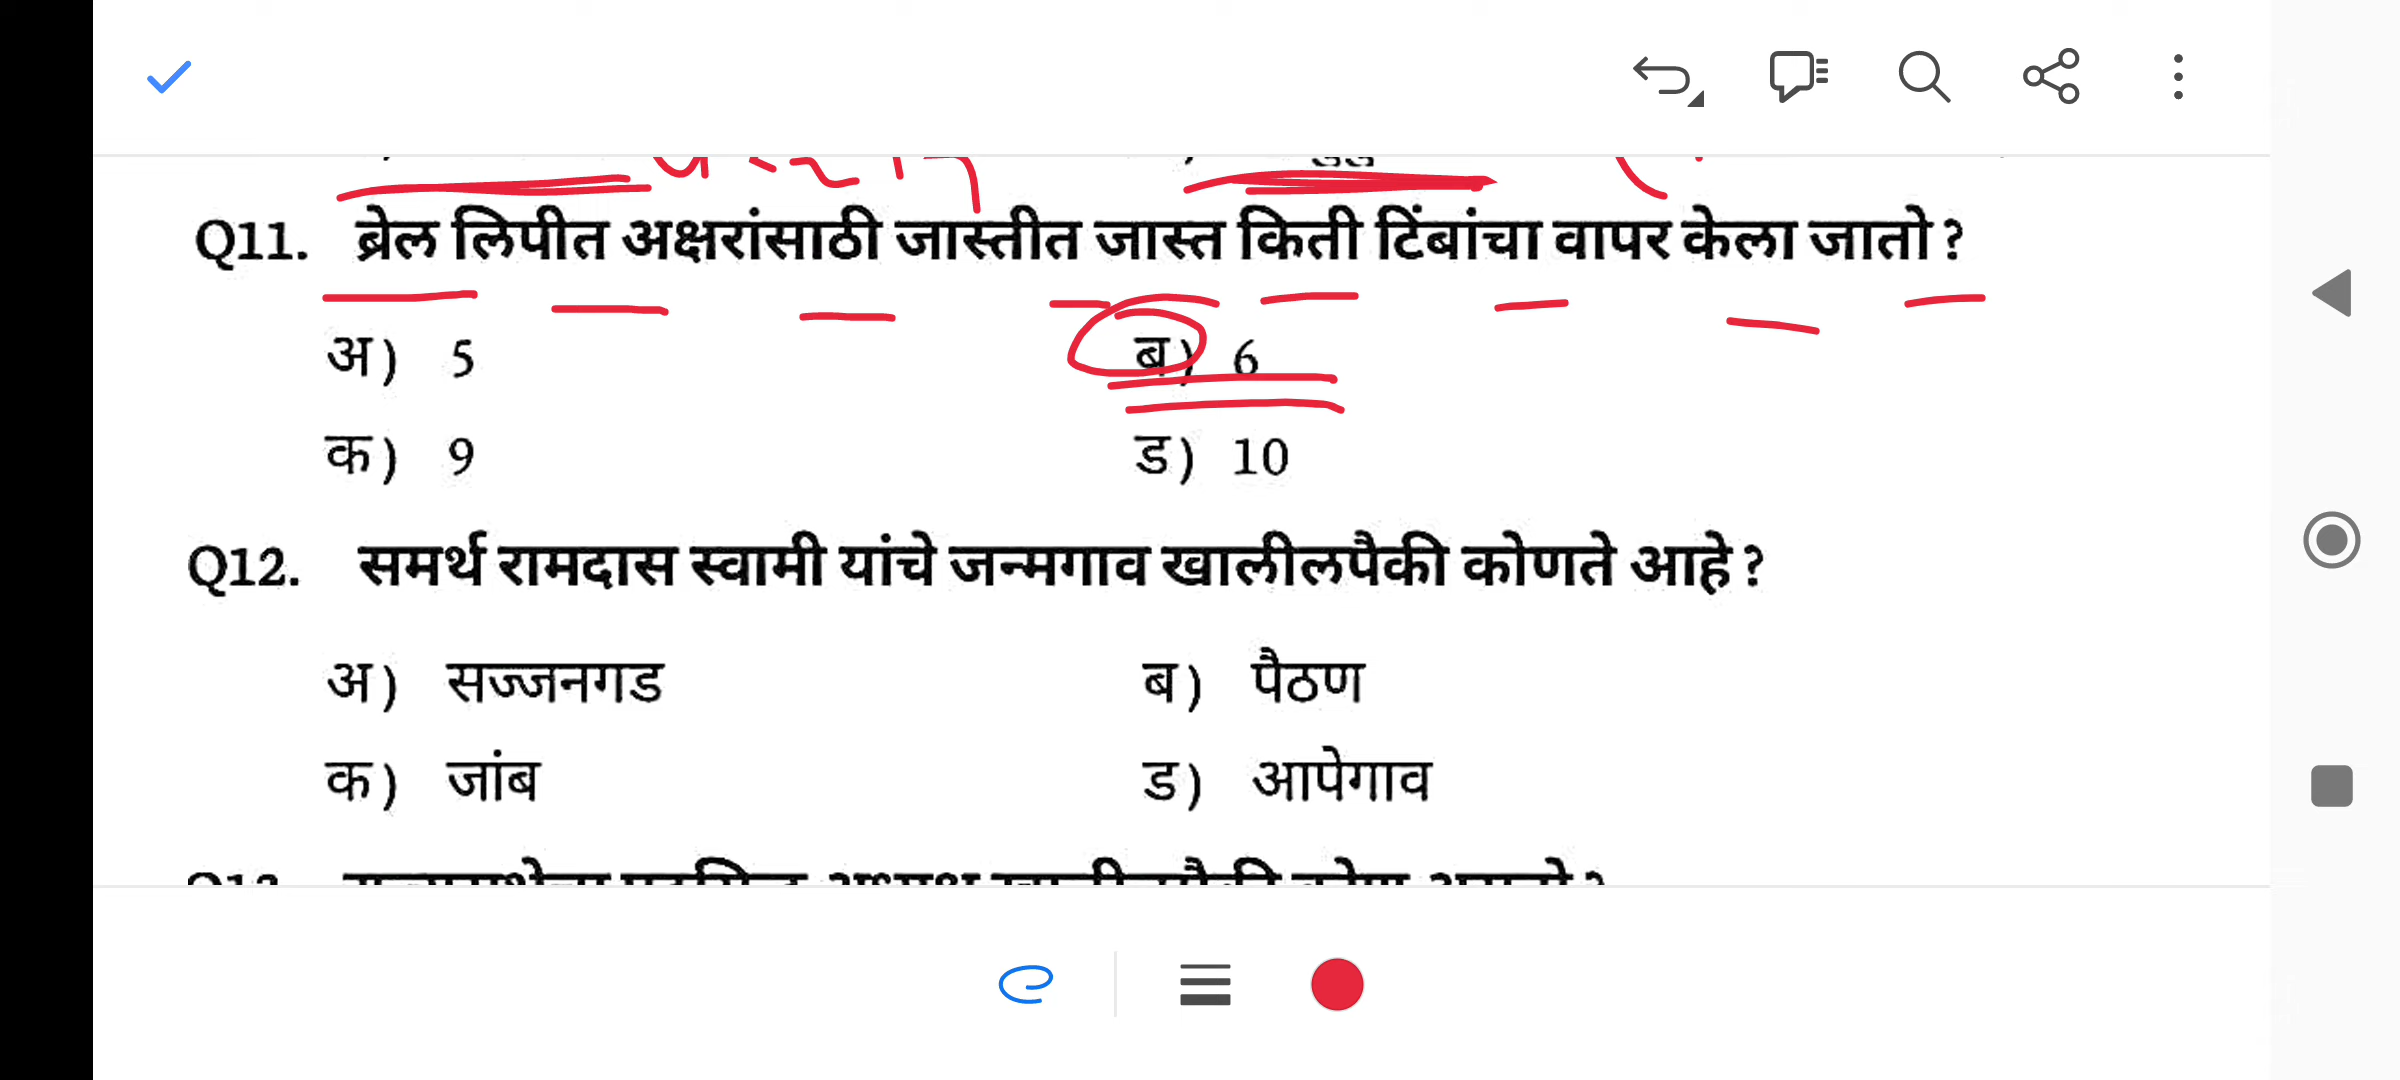 Q11. ब्रेल लिपीत अक्षरांसाठी जास्तीत जास्त किती टिंबांचा वापर केला जातो ?
अ) 5 ब) 6
क) 9 ड) 10
Q12. समर्थ रामदास स्वामी यांचे जन्मगाव खालीलपैकी कोणते आहे ?
अ) सज्जनगड ब) पैठण
क) जांब ड) आपेगाव